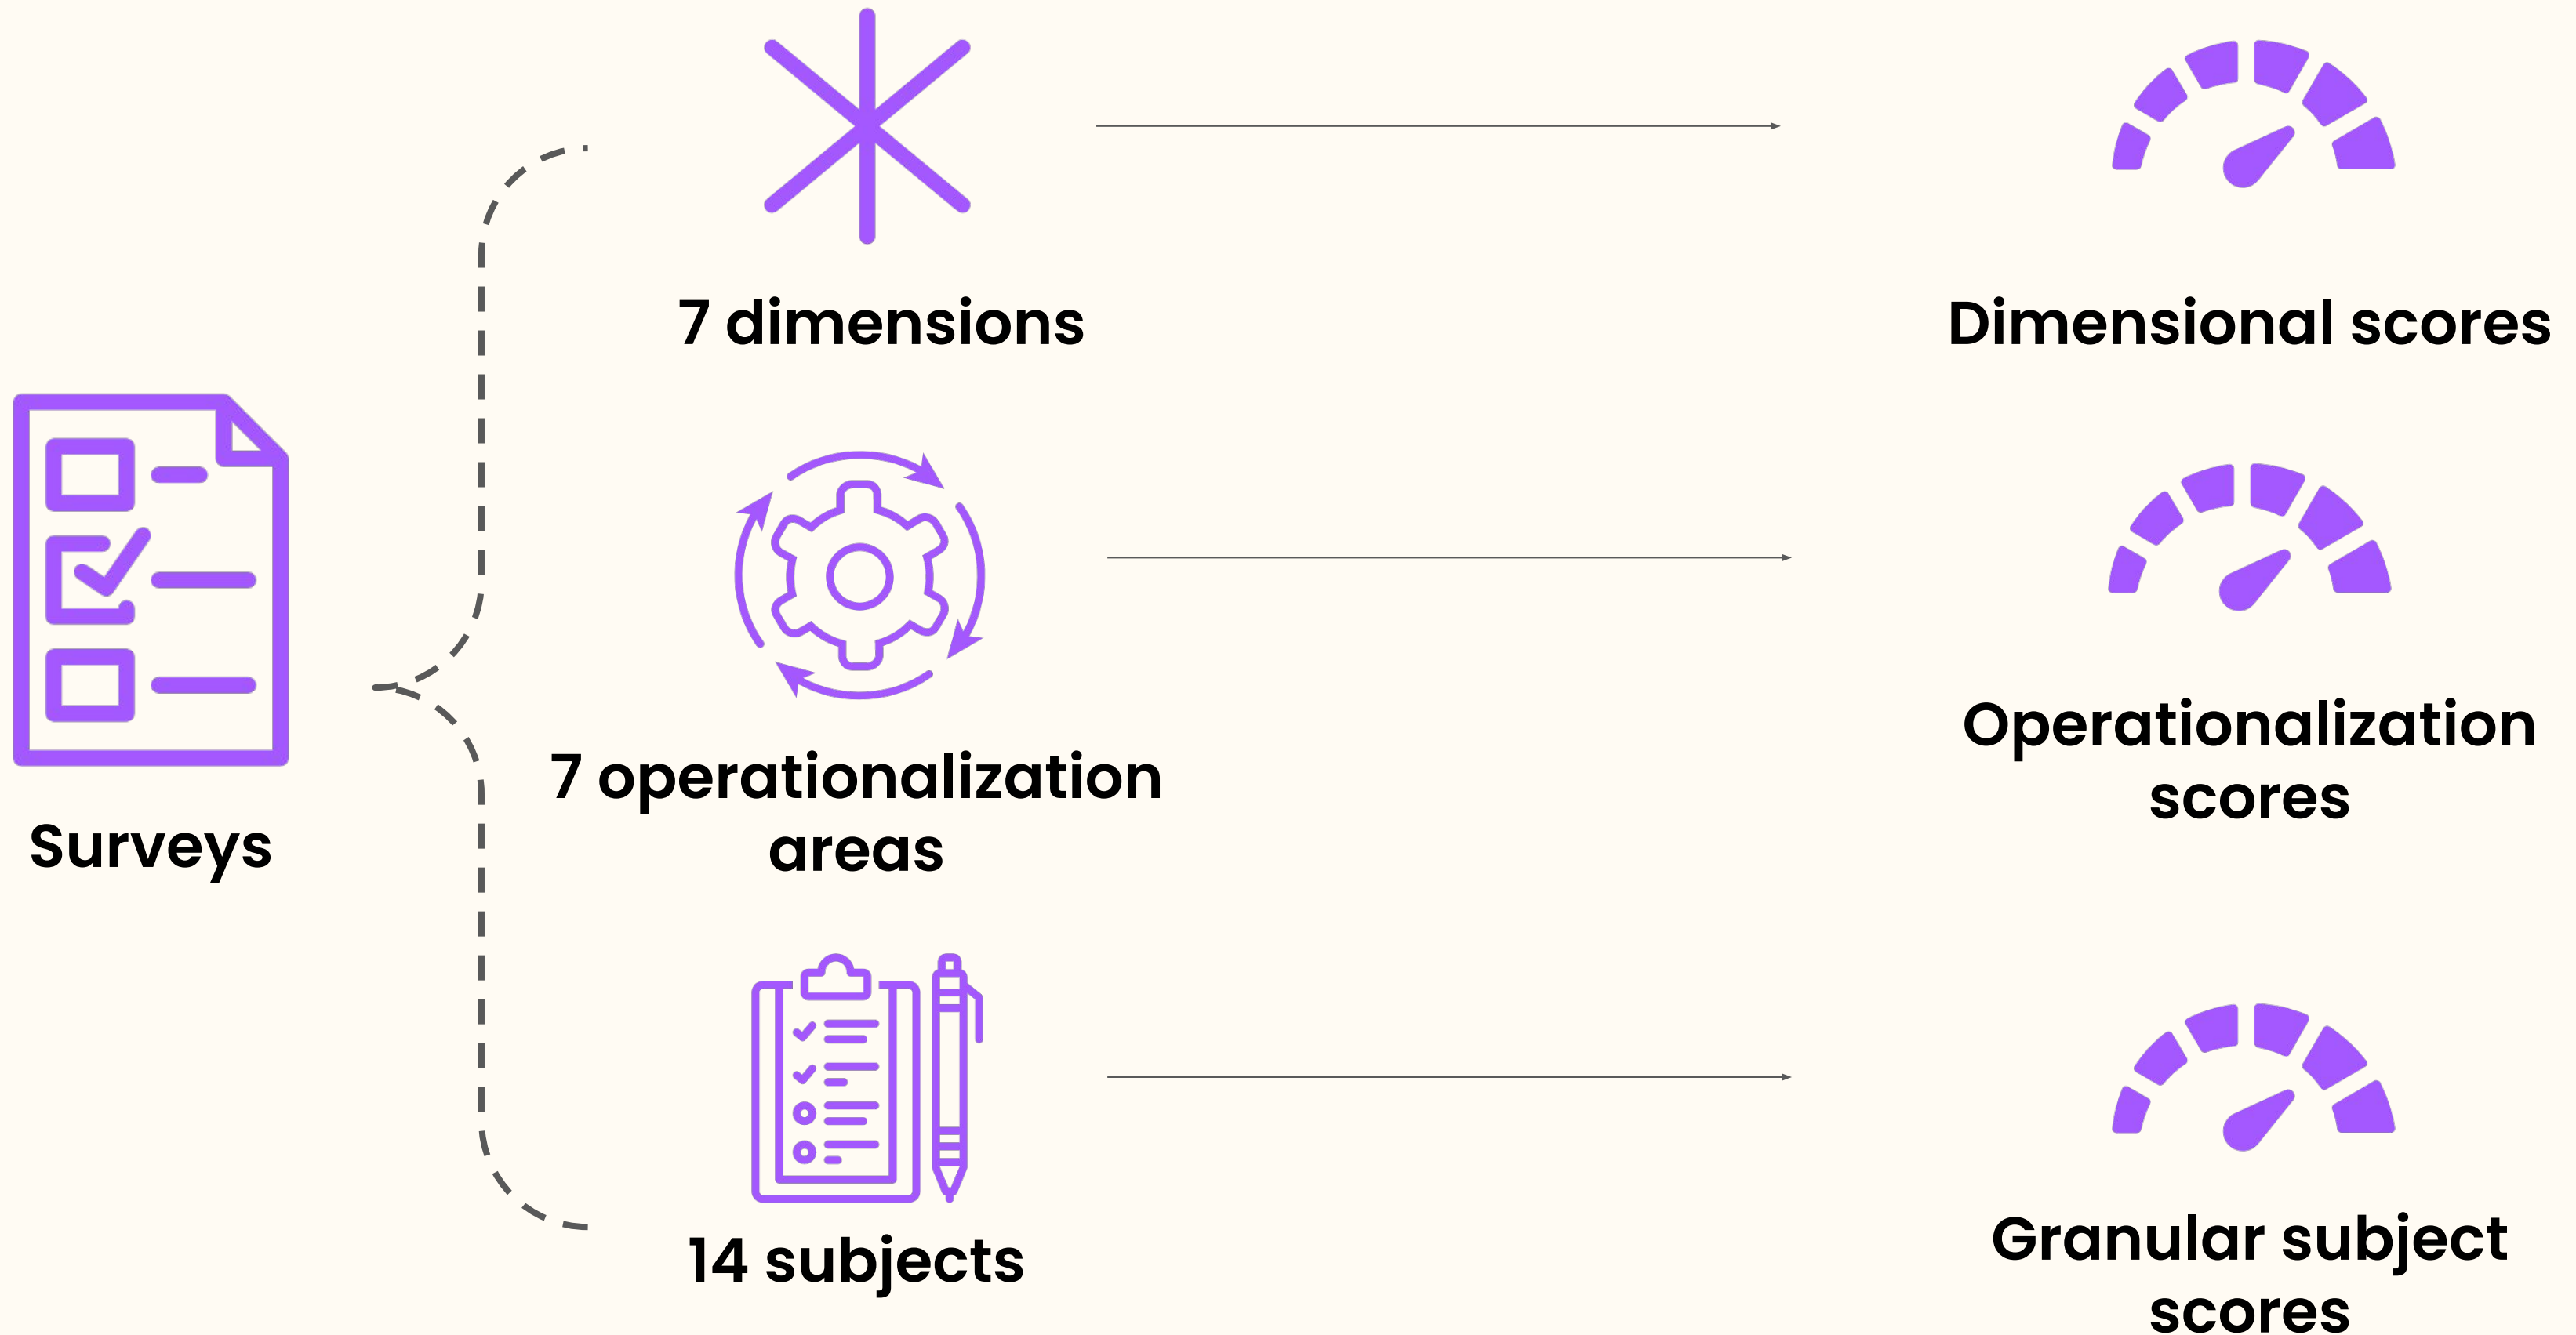 7 dimensions
Dimensional scores
Surveys
7 operationalization
areas
Operationalization
scores
14 subjects
Granular subject
scores